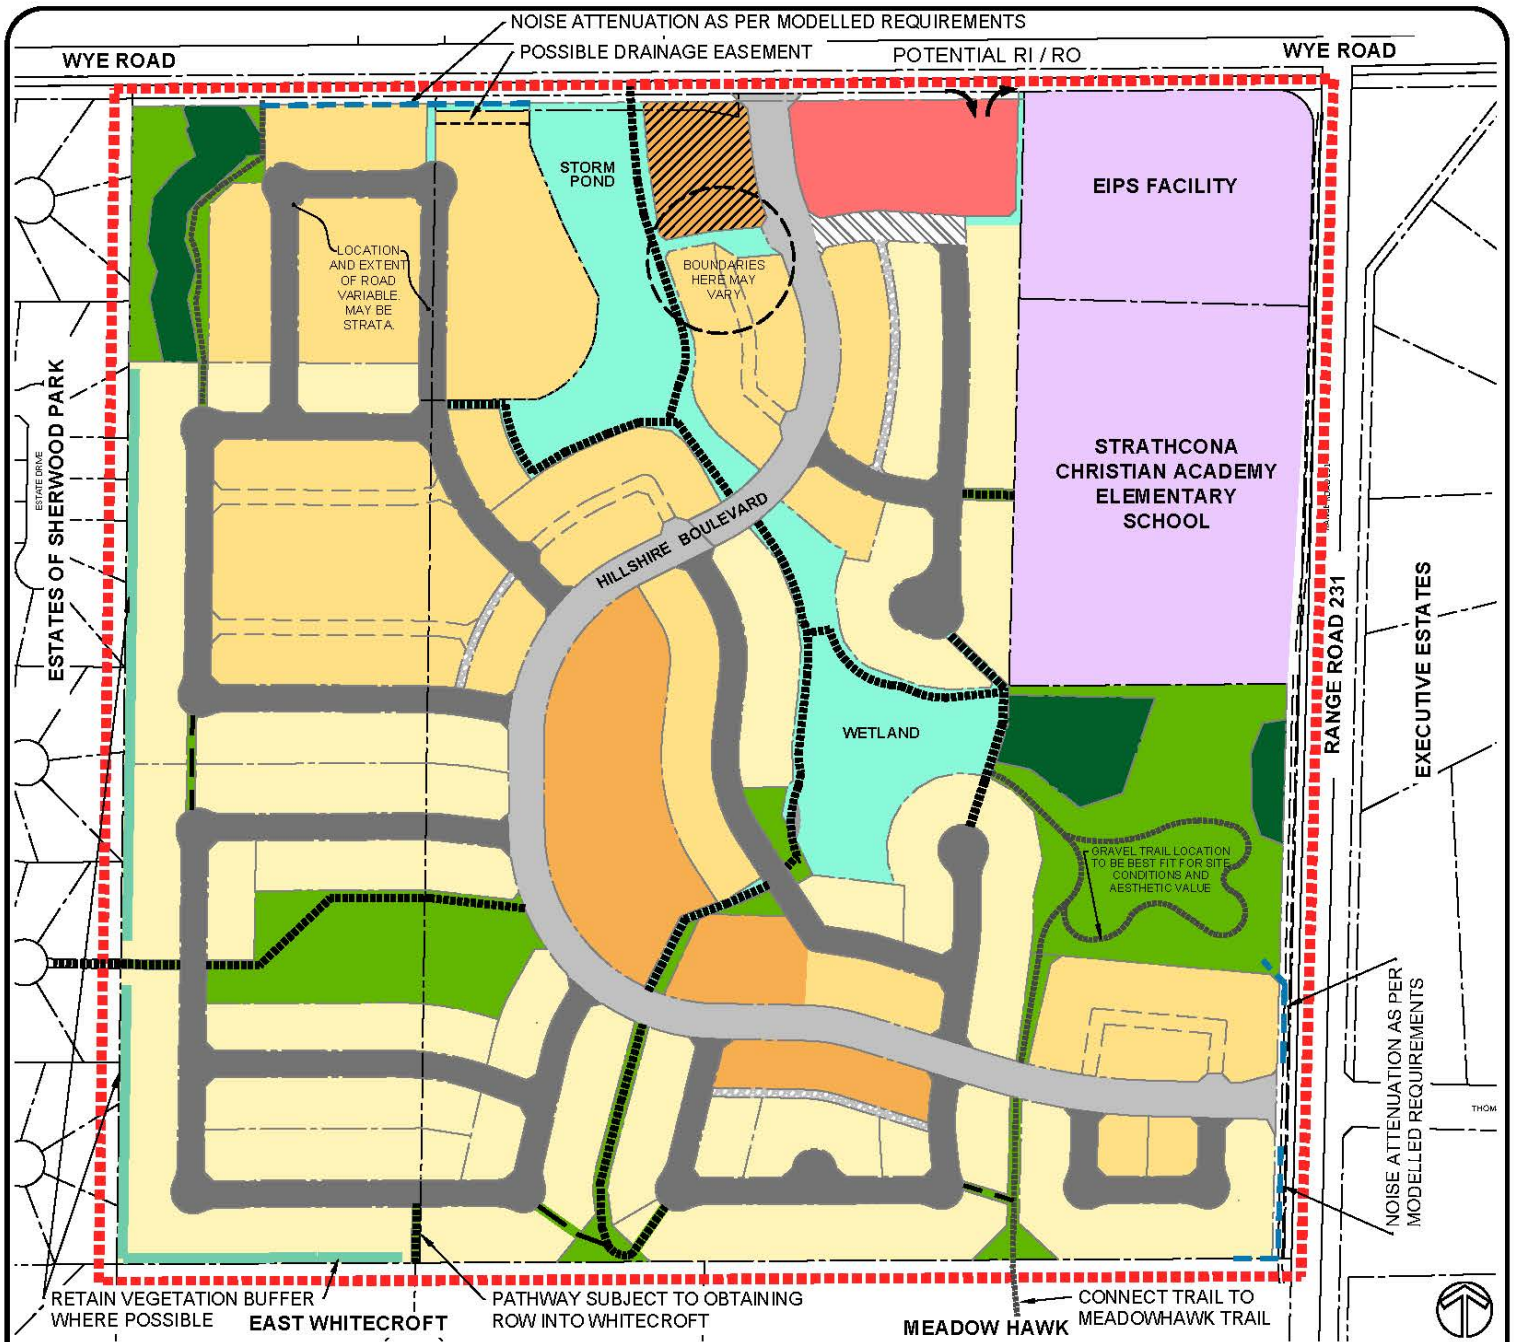 NOISE ATTENUATION AS PER MODELLED REQUIREMENTS
WYE ROAD
POSSIBLE DRAINAGE EASEMENT
POTENTIAL RI / RO
WYE ROAD
STORM
POND
EIPS FACILITY
LOCATION
AND EXTENT
OF ROAD
VARIABLE.
MAY BE
STRATA.
BOUNDARIES
HERE MAY
VARY
ESTATES OF SHERWOOD PARK
ESTATE DRIVE
STRATHCONA
CHRISTIAN ACADEMY
ELEMENTARY
SCHOOL
HILLSHIRE BOULEVARD
RANGE ROAD 231
EXECUTIVE ESTATES
WETLAND
GRAVEL TRAIL LOCATION
TO BE BEST FIT FOR SITE
CONDITIONS AND
AESTHETIC VALUE
NOISE ATTENUATION AS PER
MODELLED REQUIREMENTS
THOM
RETAIN VEGETATION BUFFER
WHERE POSSIBLE
EAST WHITECROFT
PATHWAY SUBJECT TO OBTAINING
ROW INTO WHITECROFT
MEADOW HAWK
CONNECT TRAIL TO
MEADOWHAWK TRAIL